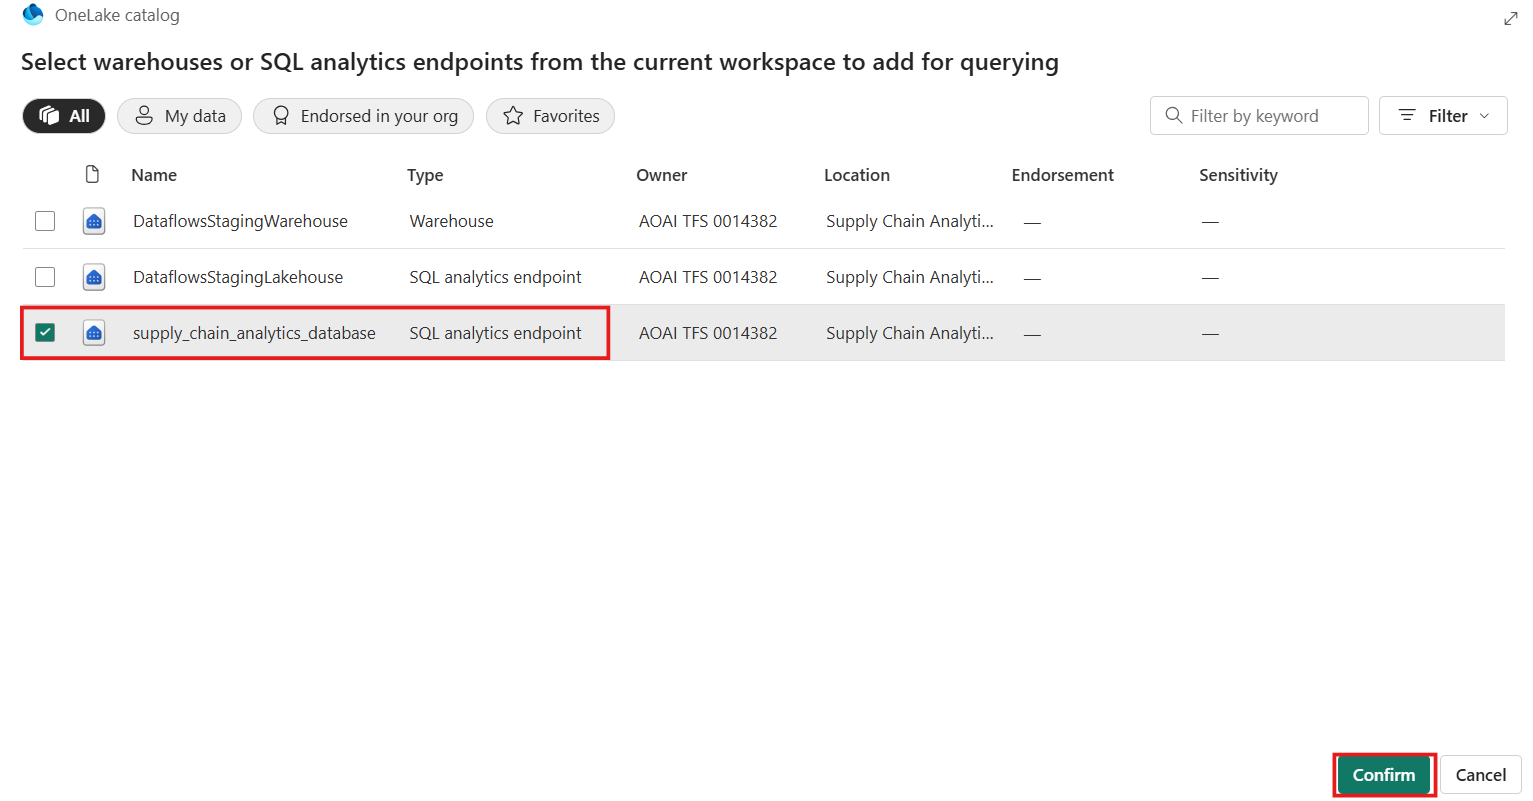 OneLake catalog
Select warehouses or SQL analytics endpoints from the current workspace to add for querying
All My data Endorsed in your org Favorites Filter by keyword Filter
Name Type Owner Location Endorsement Sensitivity
DataflowsStagingWarehouse Warehouse AOAI TFS 0014382 Supply Chain Analyti... — —
DataflowsStagingLakehouse SQL analytics endpoint AOAI TFS 0014382 Supply Chain Analyti... — —
supply_chain_analytics_database SQL analytics endpoint AOAI TFS 0014382 Supply Chain Analyti... — —
Confirm Cancel